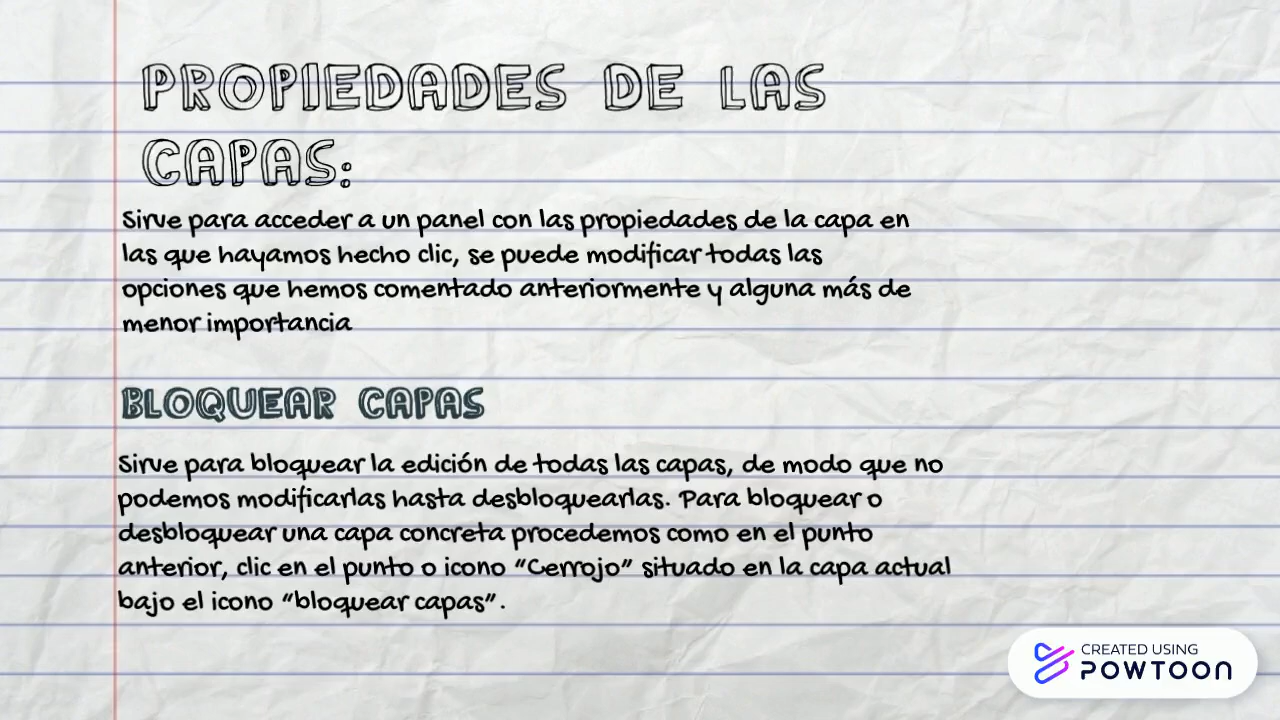 PROPIEDADES DE LAS
CAPAS:
Sirve para acceder a un panel con las propiedades de la capa en
las que hayamos hecho clic, se puede modificar todas las
opciones que hemos comentado anteriormente y alguna más de
menor importancia
BLOQUEAR CAPAS
Sirve para bloquear la edición de todas las capas, de modo que no
podemos modificarlas hasta desbloquearlas. Para bloquear o
desbloquear una capa concreta procedemos como en el punto
anterior, clic en el punto o icono “Cerrojo” situado en la capa actual
bajo el icono “bloquear capas”.
CREATED USING
POWTOON